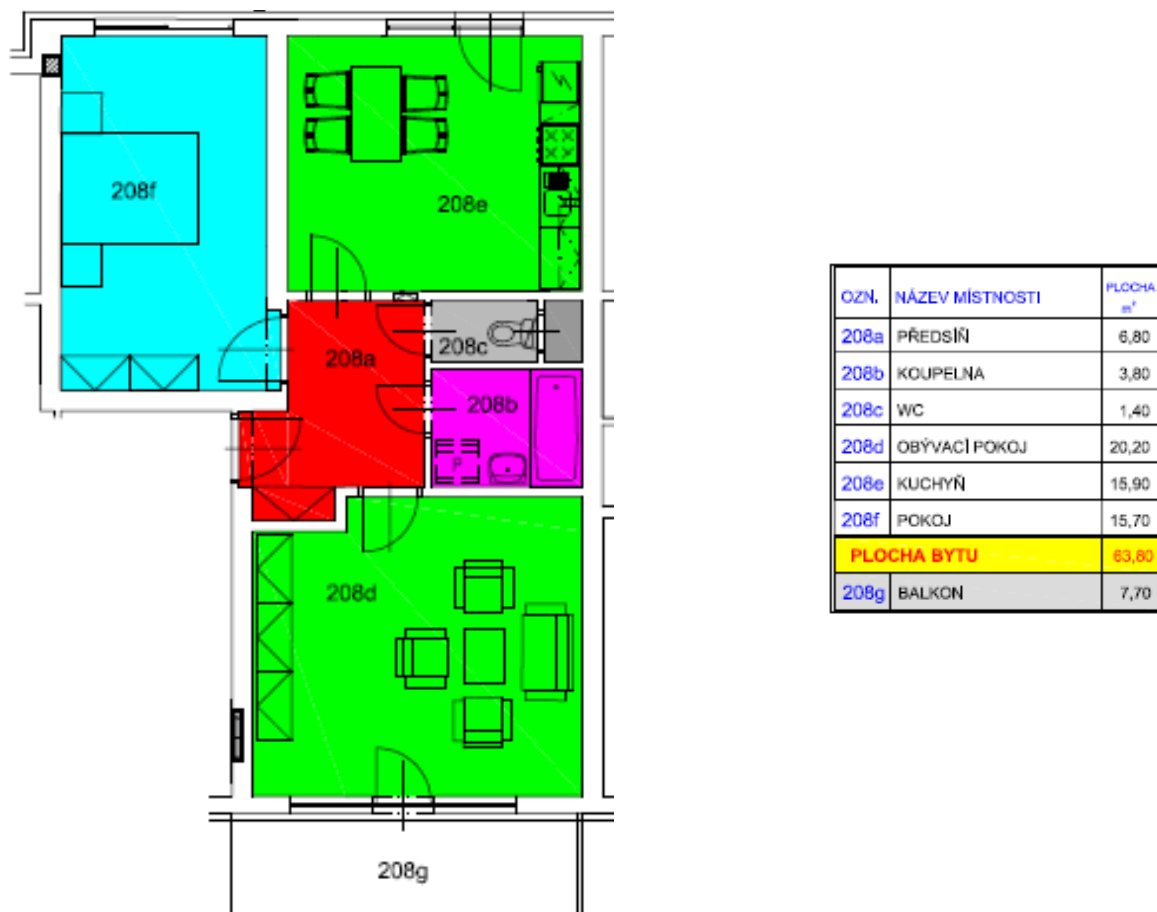 208f
208e
208c
208a
208b
P
208d
208g
OZN. NÁZEV MÍSTNOSTI PLOCHA m²
208a PŘEDSÍŇ 6,80
208b KOUPELNA 3,80
208c WC 1,40
208d OBÝVACÍ POKOJ 20,20
208e KUCHYŇ 15,90
208f POKOJ 15,70
PLOCHA BYTU 63,80
208g BALKON 7,70